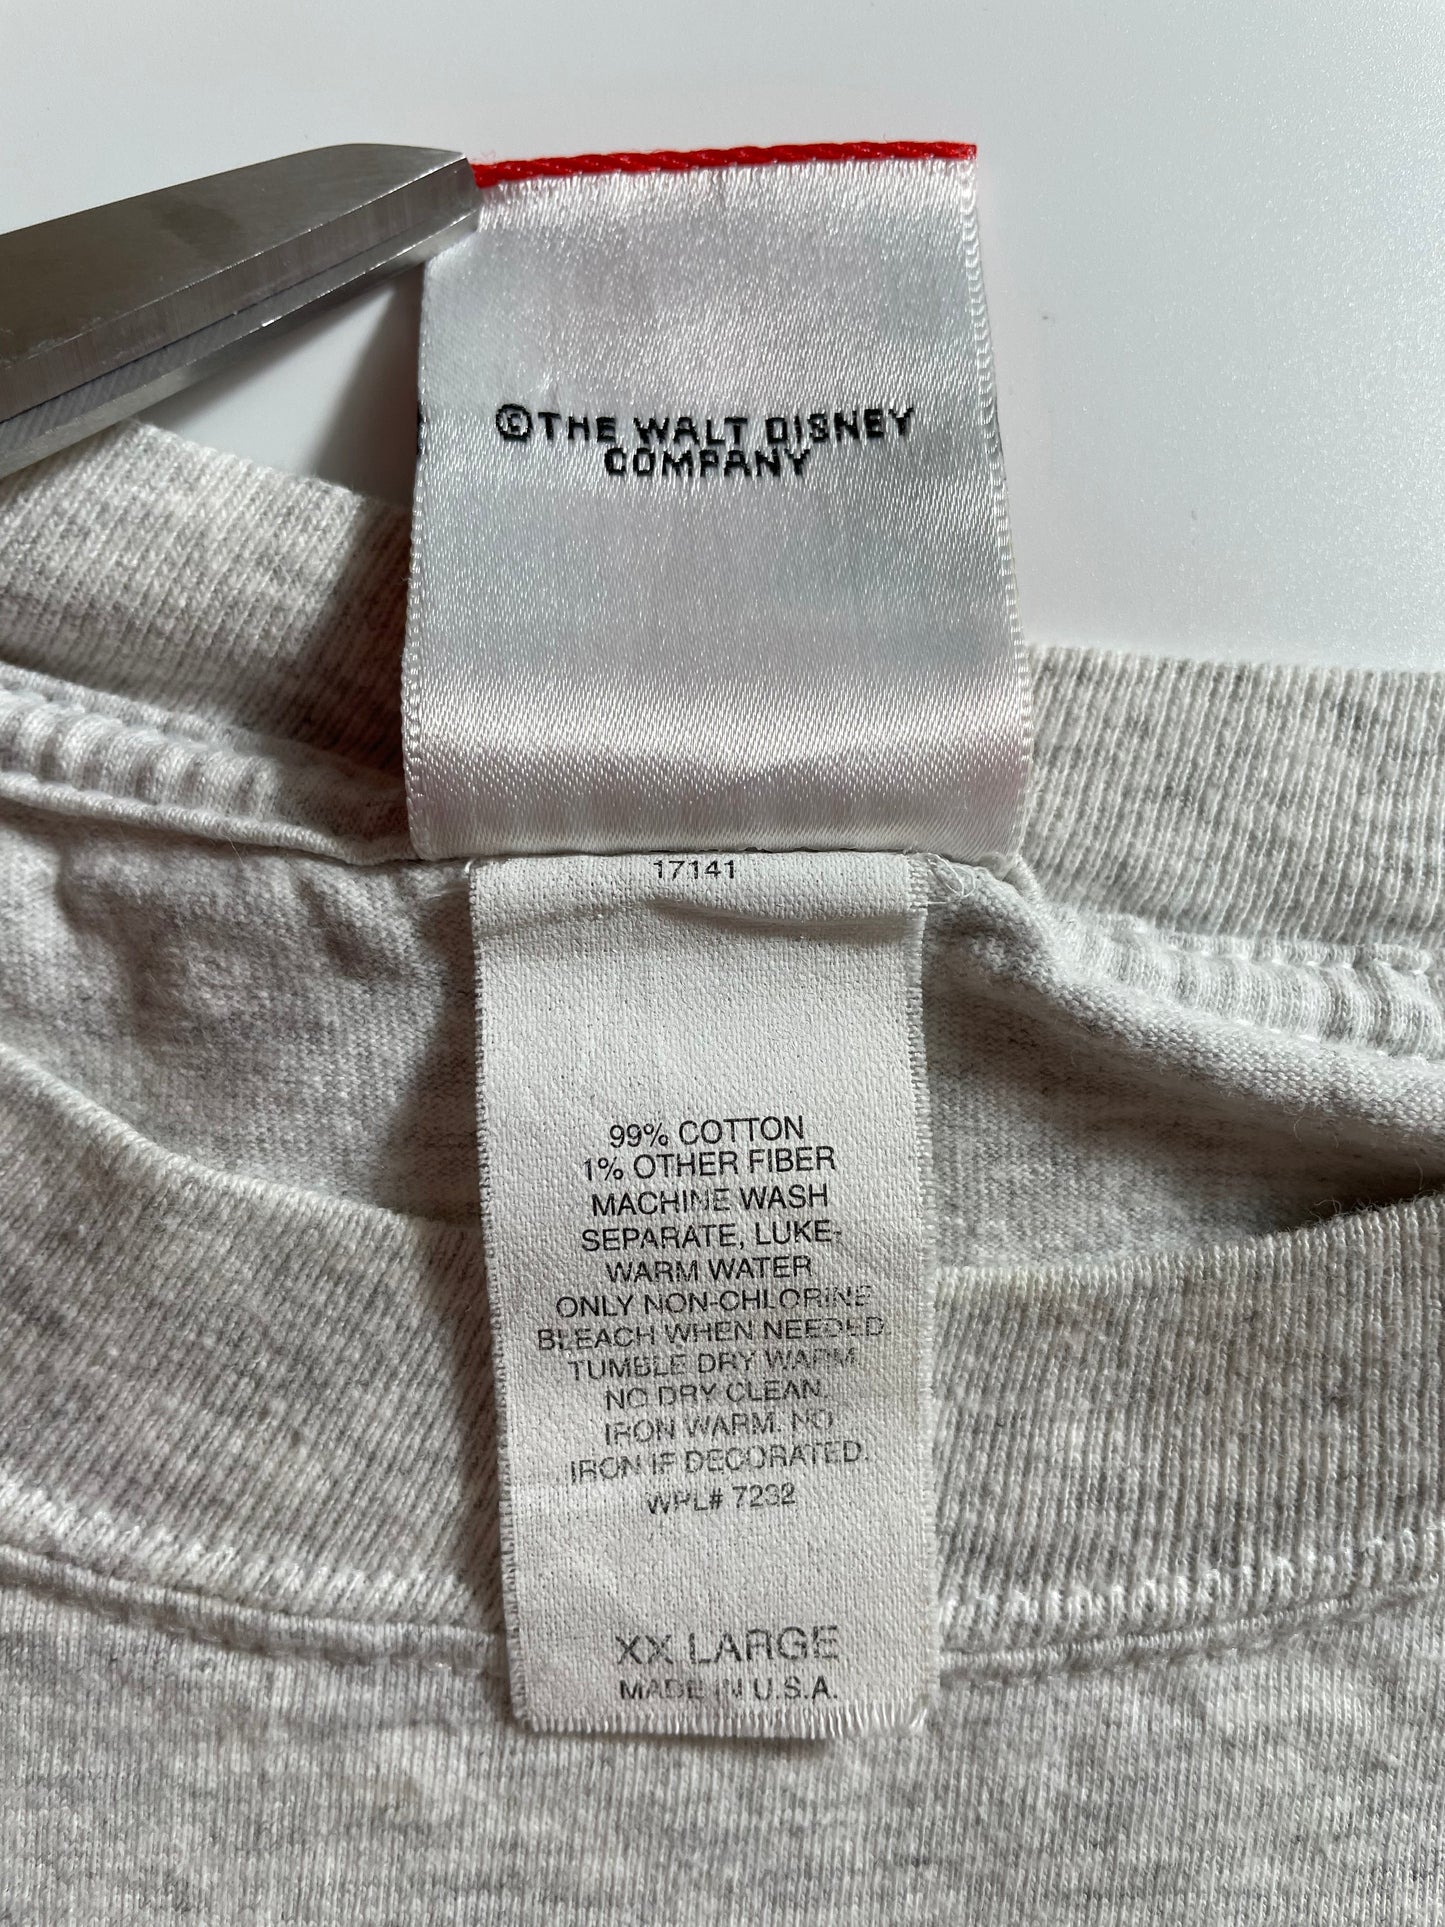 ©THE WALT DISNEY
COMPANY
17141
99% COTTON
1% OTHER FIBER
MACHINE WASH
SEPARATE, LUKE-
WARM WATER
ONLY NON-CHLORINE
BLEACH WHEN NEEDED.
TUMBLE DRY WARM.
NO DRY CLEAN.
IRON WARM. NO
IRON IF DECORATED.
WPL# 7232
XX LARGE
MADE IN U.S.A.